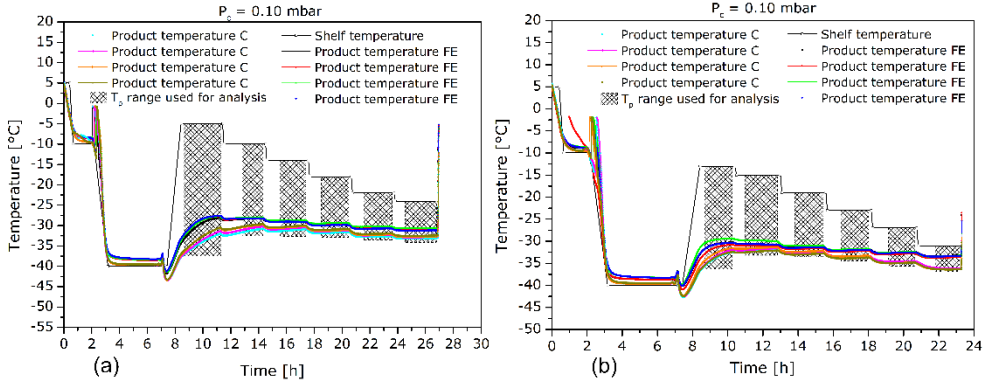 P_c = 0.10 mbar
Product temperature C
Product temperature C
Product temperature C
Product temperature C
T_p range used for analysis
Shelf temperature
Product temperature FE
Product temperature FE
Product temperature FE
Product temperature FE
Temperature [°C]
15
10
5
0
-5
-10
-15
-20
-25
-30
-35
-40
-45
-50
-55
0 2 4 6 8 10 12 14 16 18 20 22 24 26 28 30
(a)
Time [h]
P_c = 0.10 mbar
Product temperature C
Product temperature C
Product temperature C
Product temperature C
T_p range used for analysis
Shelf temperature
Product temperature FE
Product temperature FE
Product temperature FE
Product temperature FE
Temperature [°C]
15
10
5
0
-5
-10
-15
-20
-25
-30
-35
-40
-45
-50
0 2 4 6 8 10 12 14 16 18 20 22 24
(b)
Time [h]